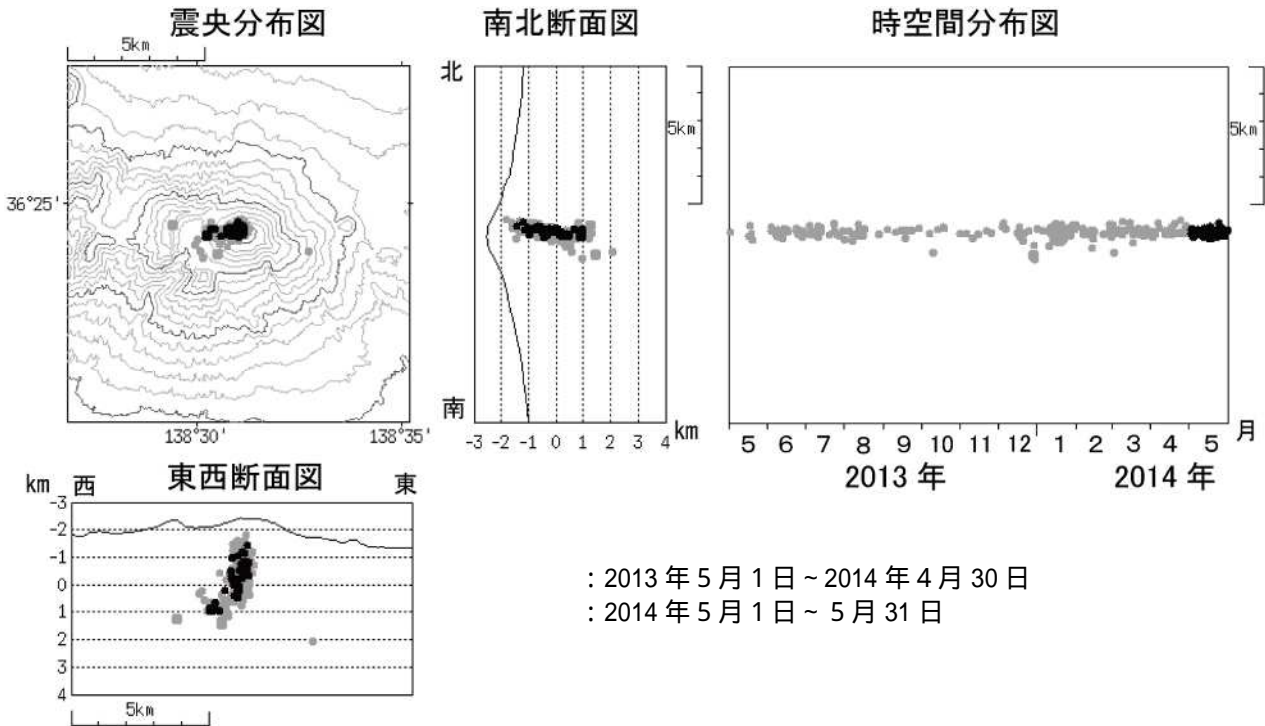 震央分布図
5km
36°25'
138°30' 138°35'
南北断面図
北
南
5km
-3 -2 -1 0 1 2 3 4 km
時空間分布図
5km
5 6 7 8 9 10 11 12 1 2 3 4 5 月
2013 年 2014 年
東西断面図
km 西 東
-3
-2
-1
0
1
2
3
4
5km
: 2013 年 5 月 1 日 ~ 2014 年 4 月 30 日
: 2014 年 5 月 1 日 ~ 5 月 31 日